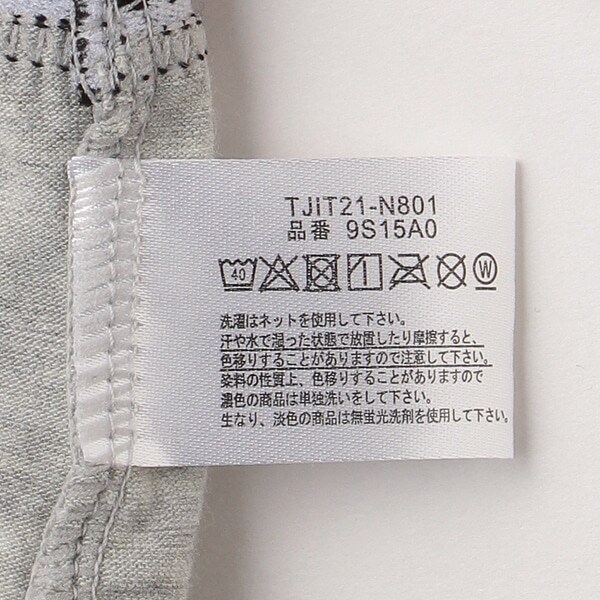 TJIT21-N801
品番 9S15A0
40 W
洗濯はネットを使用して下さい。
汗や水で湿った状態で放置したり摩擦すると、
色移りすることがありますので注意して下さい。
染料の性質上、色移りすることがありますので
濃色の商品は単独洗いをして下さい。
生なり、淡色の商品は無蛍光洗剤を使用して下さい。